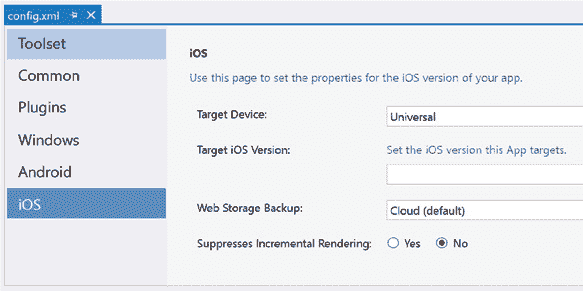 config.xml
Toolset
Common
Plugins
Windows
Android
iOS
iOS
Use this page to set the properties for the iOS version of your app.
Target Device:
Universal
Target iOS Version:
Set the iOS version this App targets.
Web Storage Backup:
Cloud (default)
Suppresses Incremental Rendering:
Yes
No